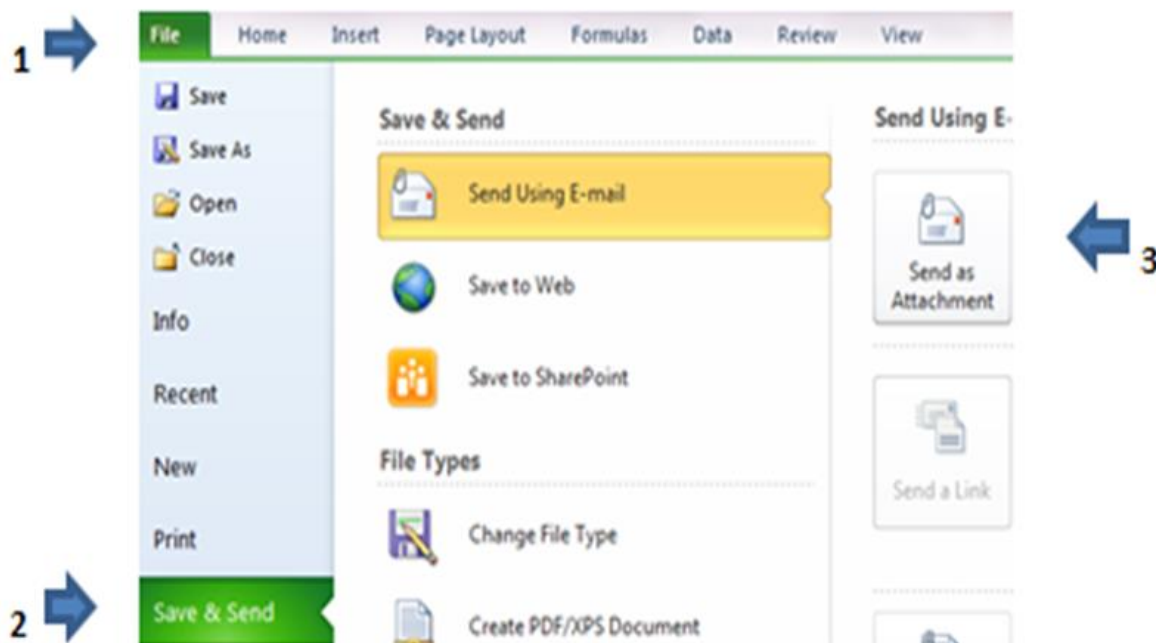 1
File Home Insert Page Layout Formulas Data Review View
Save
Save As
Open
Close
Info
Recent
New
Print
2
Save & Send
Save & Send
Send Using E-mail
Save to Web
Save to SharePoint
File Types
Change File Type
Create PDF/XPS Document
Send Using E-
Send as
Attachment
3
Send a Link